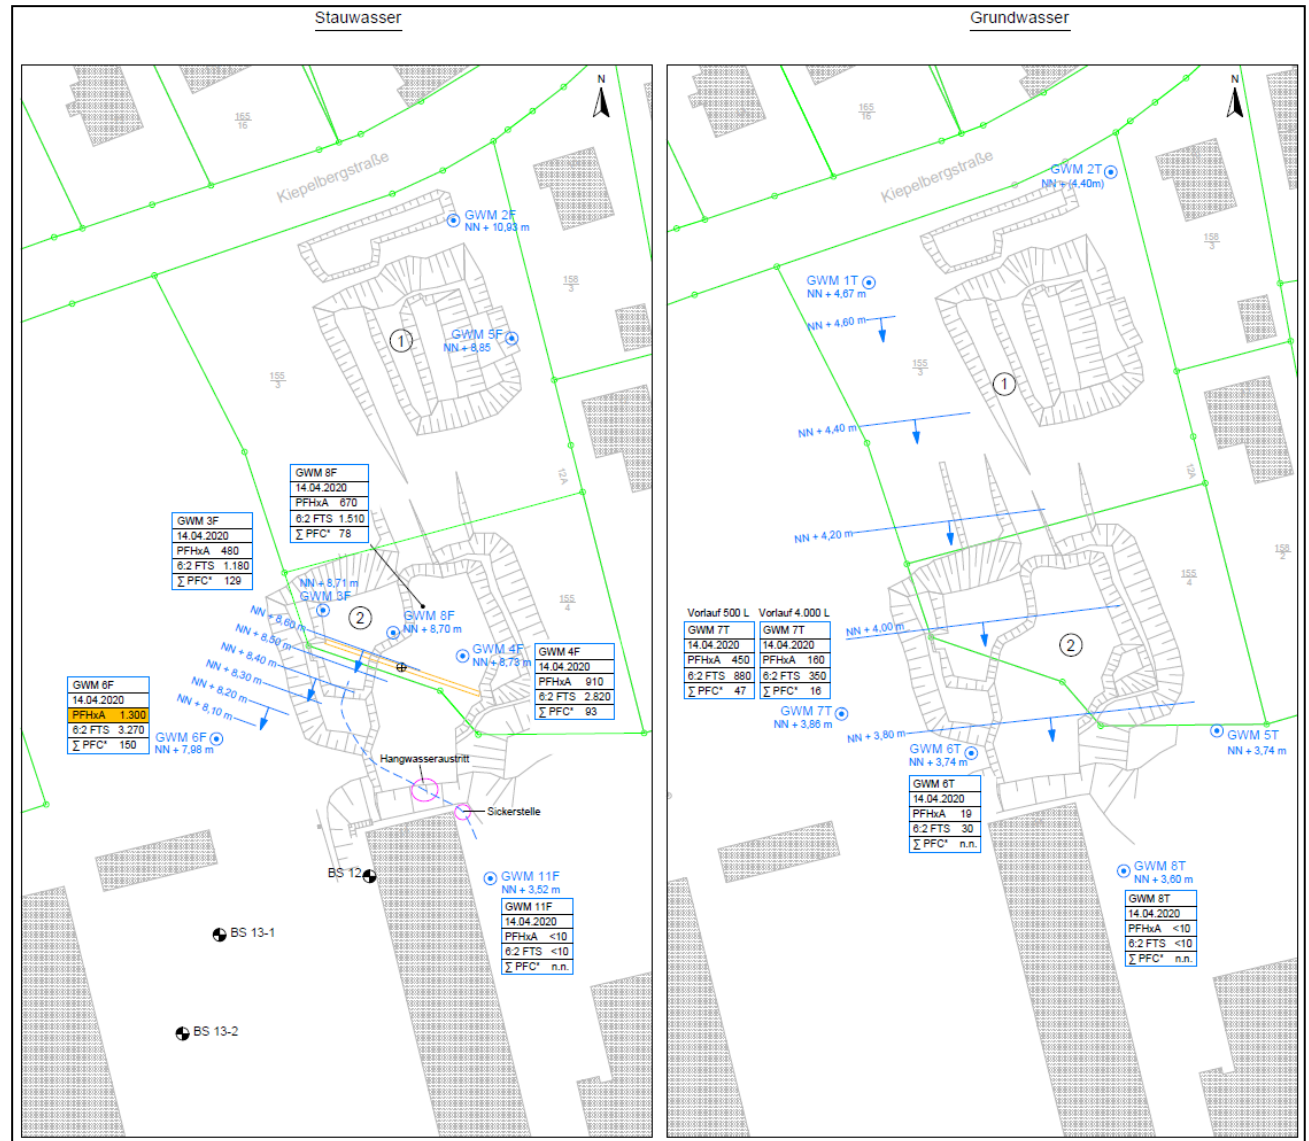 Stauwasser
N
165
16
Kiepelbergstraße
GWM 2F
NN + 10,93 m
158
3
1
GWM 5F
NN + 8,85
155
3
12A
GWM 8F
14.04.2020
PFHxA 670
6:2 FTS 1.510
∑ PFC* 78
GWM 3F
14.04.2020
PFHxA 480
6:2 FTS 1.180
∑ PFC* 129
NN + 8,71 m
GWM 3F
2
GWM 8F
NN + 8,70 m
155
4
NN + 8,60 m
NN + 8,50 m
NN + 8,40 m
NN + 8,30 m
NN + 8,20 m
NN + 8,10 m
GWM 4F
NN + 8,73 m
GWM 4F
14.04.2020
PFHxA 910
6:2 FTS 2.820
∑ PFC* 93
GWM 6F
14.04.2020
PFHxA 1.300
6:2 FTS 3.270
∑ PFC* 150
GWM 6F
NN + 7,98 m
Hangwasseraustritt
Sickerstelle
BS 12
GWM 11F
NN + 3,52 m
GWM 11F
14.04.2020
PFHxA <10
6:2 FTS <10
∑ PFC* n.n.
BS 13-1
BS 13-2
Grundwasser
N
165
16
Kiepelbergstraße
GWM 2T
NN + (4,40m)
158
3
GWM 1T
NN + 4,67 m
NN + 4,60 m
155
3
1
NN + 4,40 m
12A
NN + 4,20 m
158
2
155
4
NN + 4,00 m
2
Vorlauf 500 L
GWM 7T
14.04.2020
PFHxA 450
6:2 FTS 880
∑ PFC* 47
Vorlauf 4.000 L
GWM 7T
14.04.2020
PFHxA 160
6:2 FTS 350
∑ PFC* 16
GWM 7T
NN + 3,86 m
NN + 3,80 m
GWM 5T
NN + 3,74 m
GWM 6T
NN + 3,74 m
GWM 6T
14.04.2020
PFHxA 19
6:2 FTS 30
∑ PFC* n.n.
GWM 8T
NN + 3,60 m
GWM 8T
14.04.2020
PFHxA <10
6:2 FTS <10
∑ PFC* n.n.